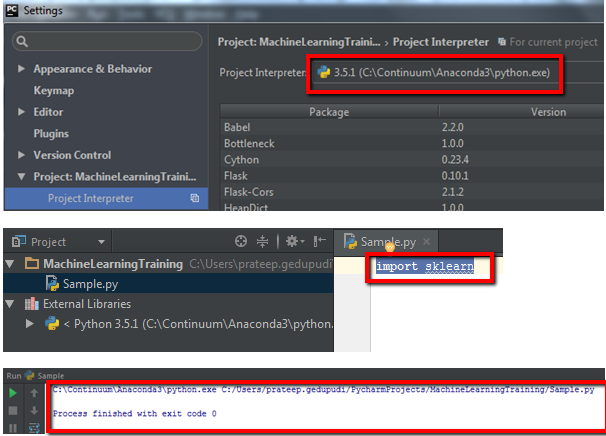 Settings
Project: MachineLearningTraini... › Project Interpreter For current project
Appearance & Behavior
Keymap
Editor
Plugins
Version Control
Project: MachineLearningTraini...
Project Interpreter
Project Interpreter 3.5.1 (C:\Continuum\Anaconda3\python.exe)
Package Version
Babel 2.2.0
Bottleneck 1.0.0
Cython 0.23.4
Flask 0.10.1
Flask-Cors 2.1.2
HeapDict 1.0.0
Project
MachineLearningTraining C:\Users\prateep.gedupudi
Sample.py
External Libraries
< Python 3.5.1 (C:\Continuum\Anaconda3\python.
Sample.py
import sklearn
Run Sample
C:\Continuum\Anaconda3\python.exe C:/Users/prateep.gedupudi/PycharmProjects/MachineLearningTraining/Sample.py
Process finished with exit code 0